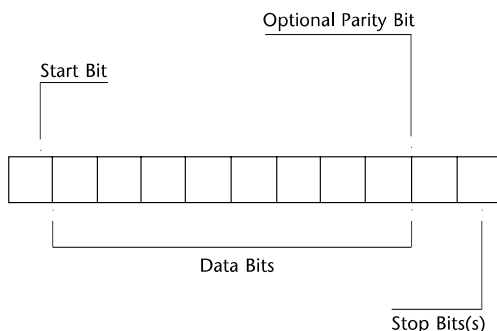 Optional Parity Bit
Start Bit
Data Bits
Stop Bits(s)